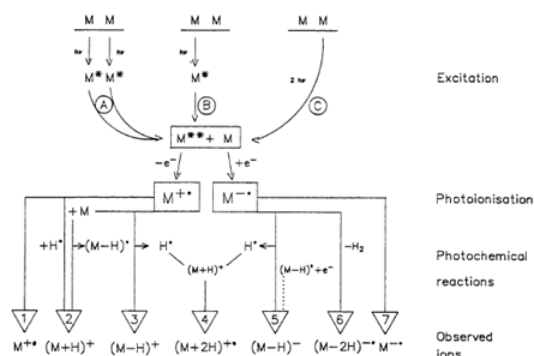 M M M M M M
hν hν hν 2 hν
Excitation
M* M* M*
A B C
M** + M
-e⁻ +e⁻
M+• M-•
Photoionisation
+M
+H• (M-H)• H• H• -H₂
(M+H)+ (M-H)•+e-
Photochemical
reactions
1 2 3 4 5 6 7
M+• (M+H)+ (M-H)+ (M+2H)+• (M-H)- (M-2H)-• M-•
Observed
ions